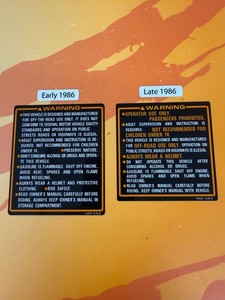 Early 1986
Late 1986
⚠WARNING
●THIS VEHICLE IS DESIGNED AND MANUFACTURED
FOR OFF-ROAD USE ONLY. IT DOES NOT
CONFORM TO FEDERAL MOTOR VEHICLE SAFETY
STANDARDS AND OPERATION ON PUBLIC
STREETS ROADS OR HIGHWAYS IS ILLEGAL.
●ADULT SUPERVISION AND INSTRUCTION IS RE-
QUIRED. NOT RECOMMENDED FOR CHILDREN
UNDER 14. ●PRESERVE NATURE.
●DON'T CONSUME ALCOHOL OR DRUGS AND OPERA-
TE THIS VEHICLE.
●GASOLINE IS FLAMMABLE SHUT OFF ENGINE.
AVOID HEAT, SPARKS AND OPEN FLAME
WHEN REFUELING.
●ALWAYS WEAR A HELMET AND PROTECTIVE
CLOTHING. ●RIDE SAFELY.
●READ OWNER'S MANUAL CAREFULLY BEFORE
RIDING. ALWAYS KEEP OWNER'S MANUAL IN
STORAGE COMPARTMENT.
⚠WARNING
●OPERATOR USE ONLY.
PASSENGERS PROHIBITED.
●ADULT SUPERVISION AND INSTRUCTION IS
REQUIRED. NOT RECOMMENDED FOR
CHILDREN UNDER 14.
●THIS VEHICLE IS DESIGNED AND MANUFACTURED
FOR OFF-ROAD USE ONLY. OPERATION ON
PUBLIC STREETS, ROADS OR HIGHWAYS IS ILLEGAL.
●ALWAYS WEAR A HELMET.
●DO NOT OPERATE THIS VEHICLE AFTER
CONSUMING ALCOHOL OR DRUGS.
●GASOLINE IS FLAMMABLE. SHUT OFF ENGINE.
AVOID SPARKS AND OPEN FLAME WHEN
REFUELING.
●READ OWNER'S MANUAL CAREFULLY BEFORE
RIDING. KEEP OWNER'S MANUAL WITH VEHICLE.